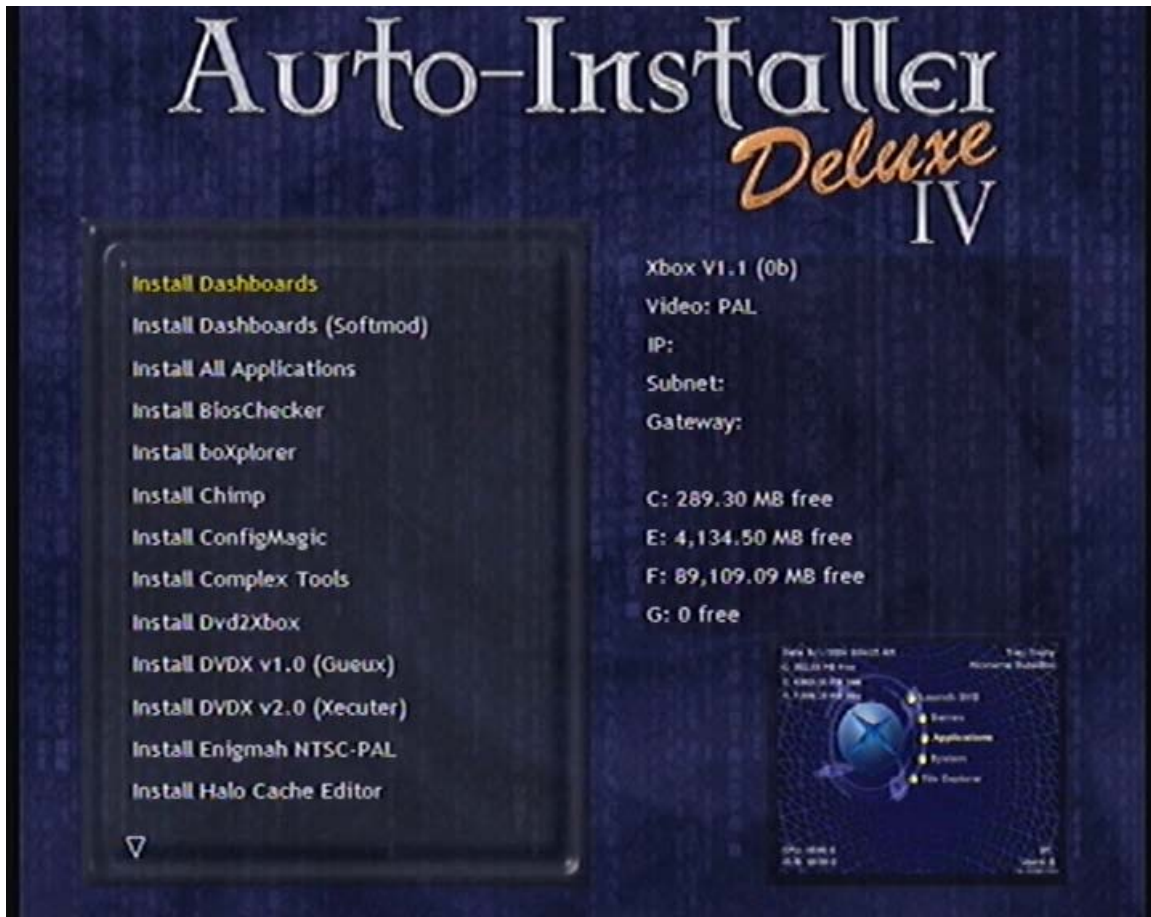 Auto-Installer
Deluxe
IV
Install Dashboards
Install Dashboards (Softmod)
Install All Applications
Install BiosChecker
Install boXplorer
Install Chimp
Install ConfigMagic
Install Complex Tools
Install Dvd2Xbox
Install DVDX v1.0 (Gueux)
Install DVDX v2.0 (Xecuter)
Install Enigmah NTSC-PAL
Install Halo Cache Editor
Xbox V1.1 (0b)
Video: PAL
IP:
Subnet:
Gateway:
C: 289.30 MB free
E: 4,134.50 MB free
F: 89,109.09 MB free
G: 0 free
Launch DVD
Games
Applications
System
File Explorer